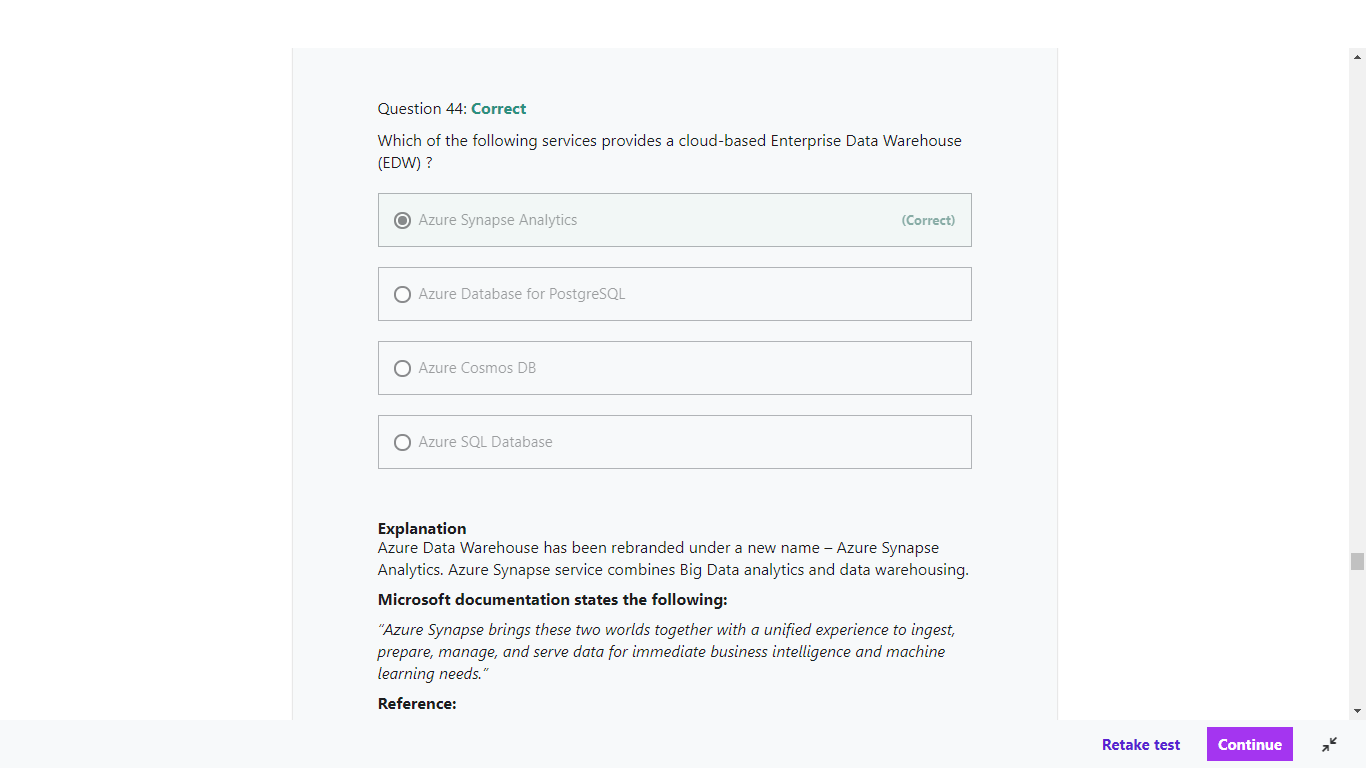 Question 44: Correct
Which of the following services provides a cloud-based Enterprise Data Warehouse
(EDW) ?
Azure Synapse Analytics (Correct)
Azure Database for PostgreSQL
Azure Cosmos DB
Azure SQL Database
Explanation
Azure Data Warehouse has been rebranded under a new name – Azure Synapse
Analytics. Azure Synapse service combines Big Data analytics and data warehousing.
Microsoft documentation states the following:
“Azure Synapse brings these two worlds together with a unified experience to ingest,
prepare, manage, and serve data for immediate business intelligence and machine
learning needs.”
Reference:
Retake test Continue